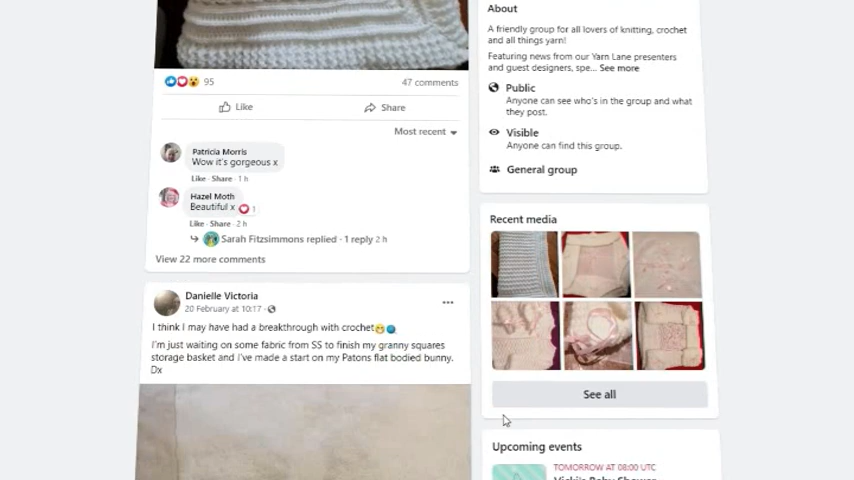 95
47 comments
Like
Share
Most recent
Patricia Morris
Wow it's gorgeous x
Like · Share · 1 h
Hazel Moth
Beautiful x
1
Like · Share · 2 h
Sarah Fitzsimmons replied · 1 reply 2 h
View 22 more comments
Danielle Victoria
20 February at 10:17 ·
I think I may have had a breakthrough with crochet
I'm just waiting on some fabric from SS to finish my granny squares
storage basket and I've made a start on my Patons flat bodied bunny.
Dx
About
A friendly group for all lovers of knitting, crochet
and all things yarn!
Featuring news from our Yarn Lane presenters
and guest designers, spe... See more
Public
Anyone can see who's in the group and what
they post.
Visible
Anyone can find this group.
General group
Recent media
See all
Upcoming events
TOMORROW AT 08:00 UTC
Vicki's Baby Shower